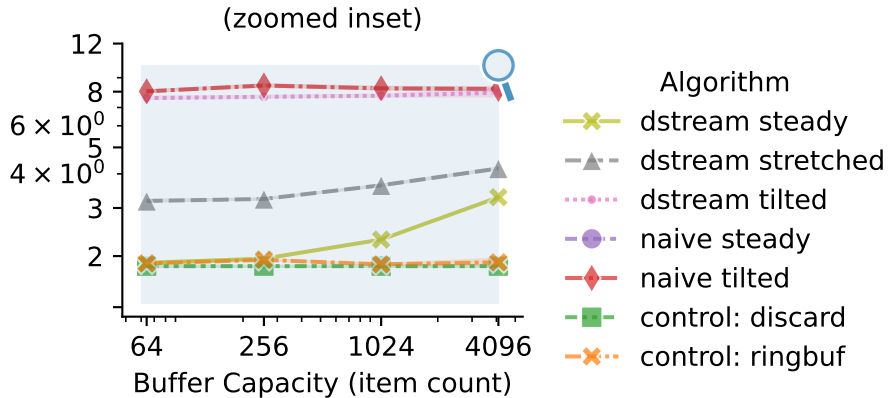 (zoomed inset)
12
8
6 × 10⁰
5
4 × 10⁰
3
2
64 256 1024 4096
Buffer Capacity (item count)
Algorithm
dstream steady
dstream stretched
dstream tilted
naive steady
naive tilted
control: discard
control: ringbuf